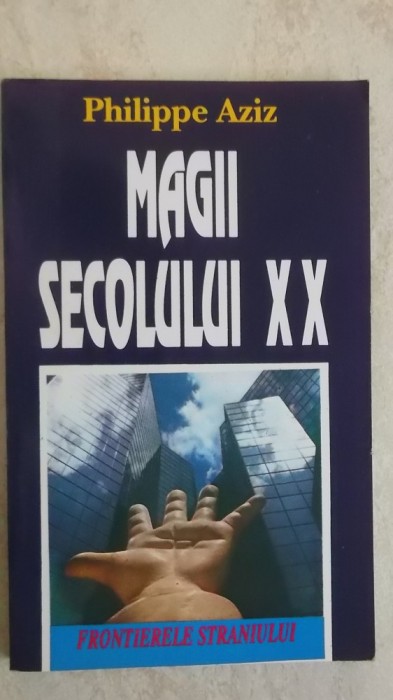 Philippe Aziz
MAGII
SECOLULUI XX
FRONTiERELE STRANIULUI